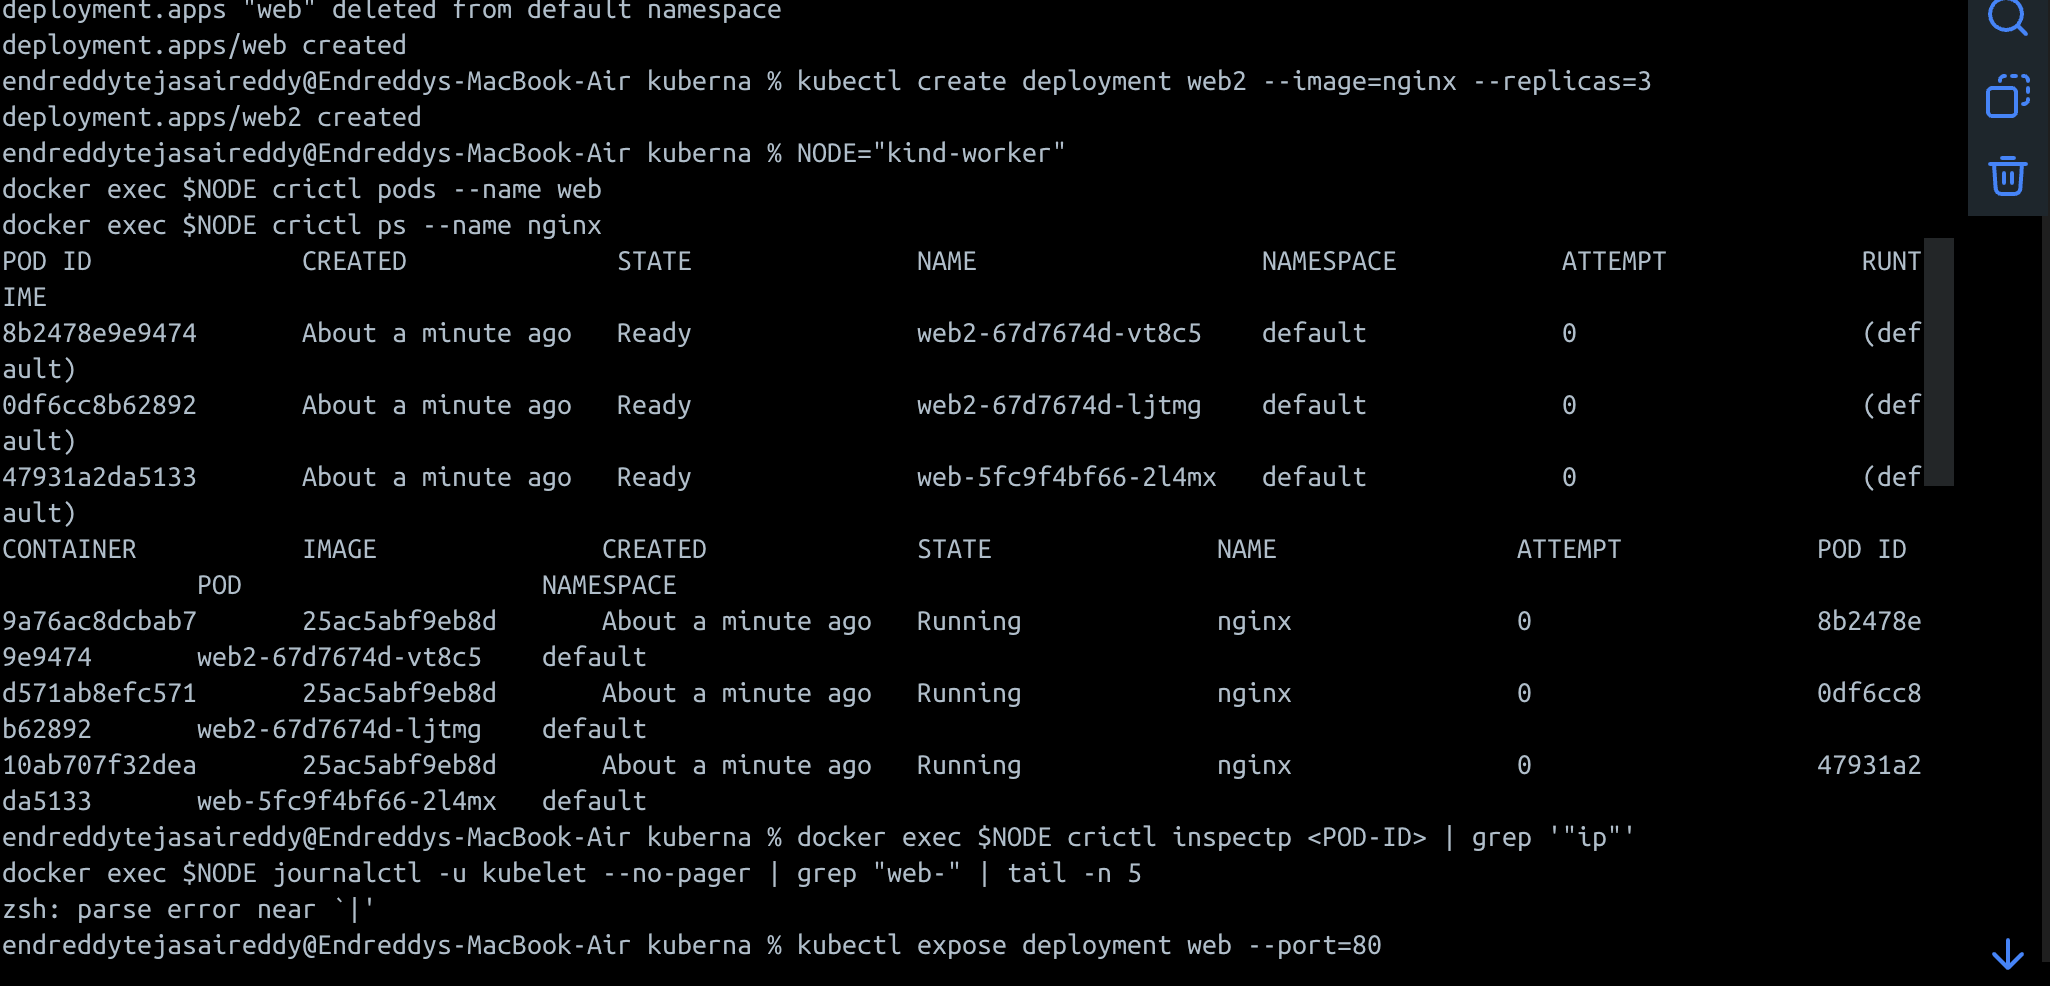 deployment.apps "web" deleted from default namespace
deployment.apps/web created
endreddytejasaireddy@Endreddys-MacBook-Air kuberna % kubectl create deployment web2 --image=nginx --replicas=3
deployment.apps/web2 created
endreddytejasaireddy@Endreddys-MacBook-Air kuberna % NODE="kind-worker"
docker exec $NODE crictl pods --name web
docker exec $NODE crictl ps --name nginx
POD ID              CREATED              STATE               NAME                   NAMESPACE           ATTEMPT             RUNT
IME
8b2478e9e9474       About a minute ago   Ready               web2-67d7674d-vt8c5    default             0                   (def
ault)
0df6cc8b62892       About a minute ago   Ready               web2-67d7674d-ljtmg    default             0                   (def
ault)
47931a2da5133       About a minute ago   Ready               web-5fc9f4bf66-2l4mx   default             0                   (def
ault)
CONTAINER           IMAGE               CREATED              STATE               NAME                ATTEMPT             POD ID
             POD                    NAMESPACE
9a76ac8dcbab7       25ac5abf9eb8d       About a minute ago   Running             nginx               0                   8b2478e
9e9474       web2-67d7674d-vt8c5    default
d571ab8efc571       25ac5abf9eb8d       About a minute ago   Running             nginx               0                   0df6cc8
b62892       web2-67d7674d-ljtmg    default
10ab707f32dea       25ac5abf9eb8d       About a minute ago   Running             nginx               0                   47931a2
da5133       web-5fc9f4bf66-2l4mx   default
endreddytejasaireddy@Endreddys-MacBook-Air kuberna % docker exec $NODE crictl inspectp <POD-ID> | grep '"ip"'
docker exec $NODE journalctl -u kubelet --no-pager | grep "web-" | tail -n 5
zsh: parse error near `|'
endreddytejasaireddy@Endreddys-MacBook-Air kuberna % kubectl expose deployment web --port=80